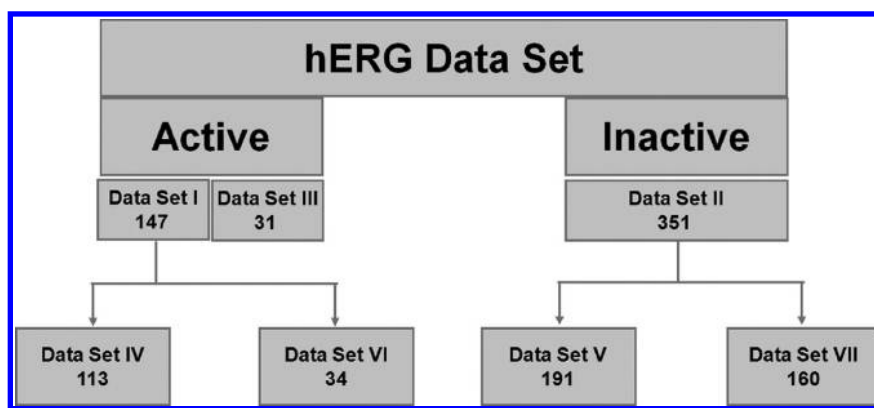 hERG Data Set
Active
Inactive
Data Set I
147
Data Set III
31
Data Set II
351
Data Set IV
113
Data Set VI
34
Data Set V
191
Data Set VII
160